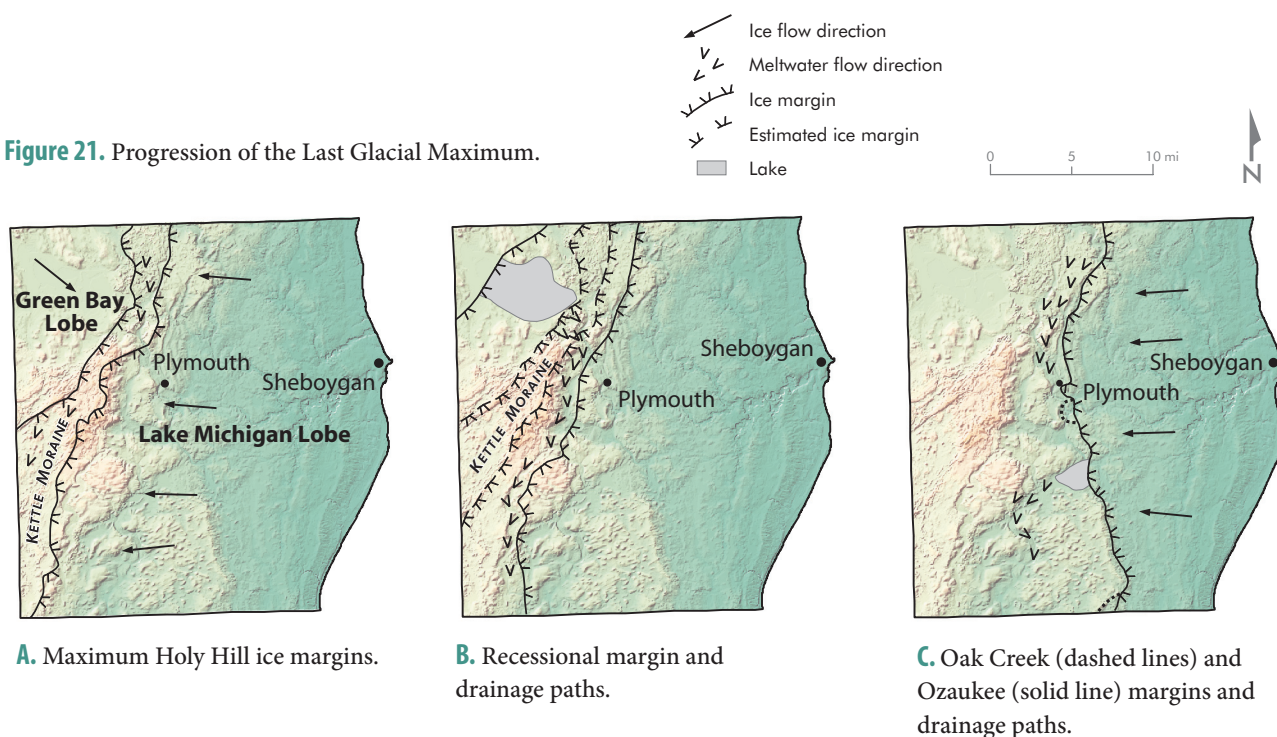 Ice flow direction
Meltwater flow direction
Ice margin
Estimated ice margin
Lake
Figure 21. Progression of the Last Glacial Maximum.
0 5 10 mi
N
Green Bay
Lobe
Plymouth
Sheboygan
Lake Michigan Lobe
KETTLE MORAINE
A. Maximum Holy Hill ice margins.
Sheboygan
Plymouth
KETTLE MORAINE
B. Recessional margin and
drainage paths.
Sheboygan
Plymouth
C. Oak Creek (dashed lines) and
Ozaukee (solid line) margins and
drainage paths.